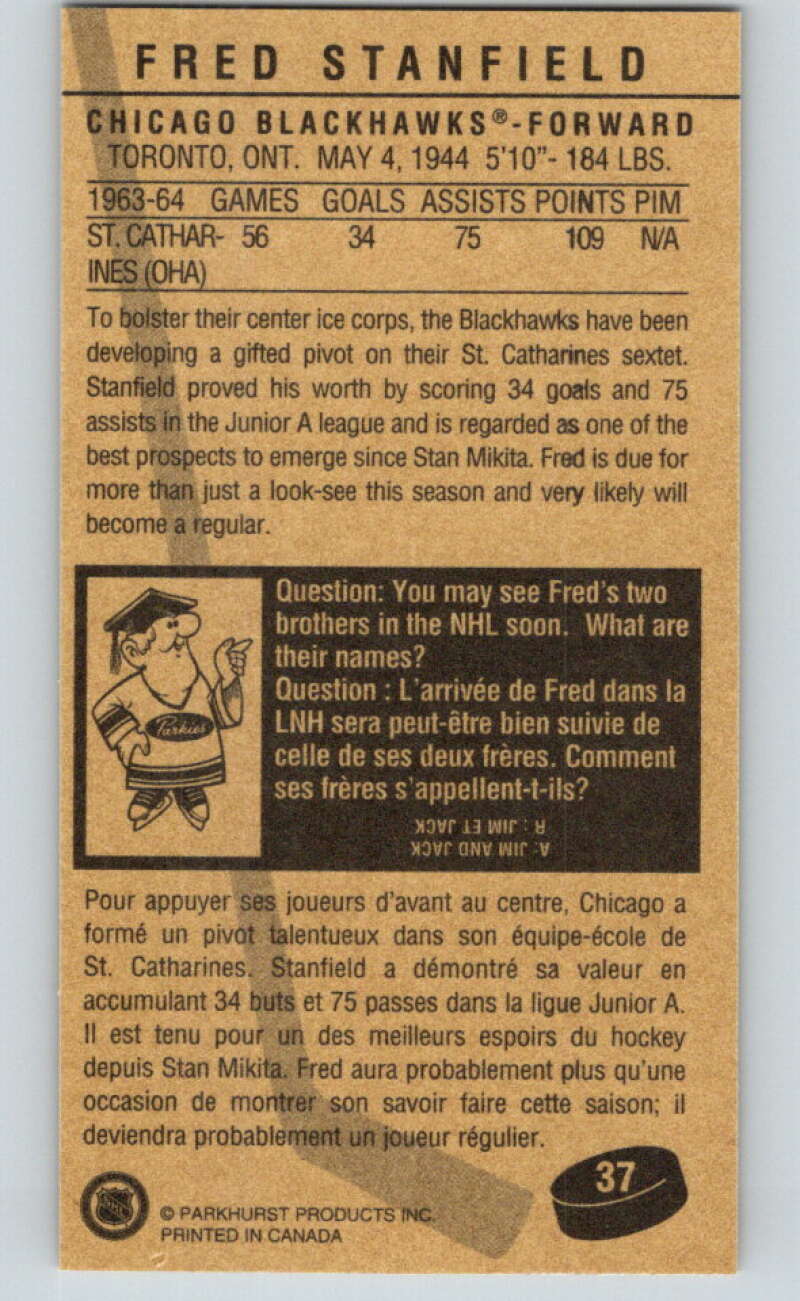 FRED STANFIELD
CHICAGO BLACKHAWKS®-FORWARD
TORONTO, ONT. MAY 4, 1944 5'10"- 184 LBS.
1963-64 GAMES GOALS ASSISTS POINTS PIM
ST. CATHAR- 56 34 75 109 N/A
INES (OHA)
To bolster their center ice corps, the Blackhawks have been
developing a gifted pivot on their St. Catharines sextet.
Stanfield proved his worth by scoring 34 goals and 75
assists in the Junior A league and is regarded as one of the
best prospects to emerge since Stan Mikita. Fred is due for
more than just a look-see this season and very likely will
become a regular.
Parkies
Question: You may see Fred's two
brothers in the NHL soon. What are
their names?
Question : L'arrivée de Fred dans la
LNH sera peut-être bien suivie de
celle de ses deux frères. Comment
ses frères s'appellent-t-ils?
A: JIM AND JACK
R : JIM ET JACK
Pour appuyer ses joueurs d'avant au centre, Chicago a
formé un pivot talentueux dans son équipe-école de
St. Catharines. Stanfield a démontré sa valeur en
accumulant 34 buts et 75 passes dans la ligue Junior A.
Il est tenu pour un des meilleurs espoirs du hockey
depuis Stan Mikita. Fred aura probablement plus qu'une
occasion de montrer son savoir faire cette saison; il
deviendra probablement un joueur régulier.
37
NHL
© PARKHURST PRODUCTS INC.
PRINTED IN CANADA